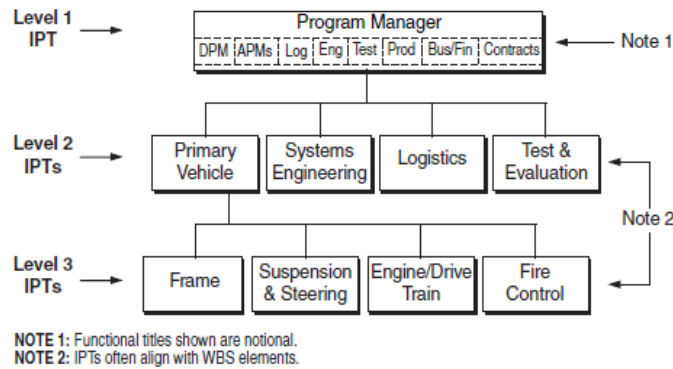 Level 1
IPT
Program Manager
DPM APMs Log Eng Test Prod Bus/Fin Contracts
Note 1
Level 2
IPTs
Primary
Vehicle
Systems
Engineering
Logistics
Test &
Evaluation
Note 2
Level 3
IPTs
Frame
Suspension
& Steering
Engine/Drive
Train
Fire
Control
NOTE 1: Functional titles shown are notional.
NOTE 2: IPTs often align with WBS elements.